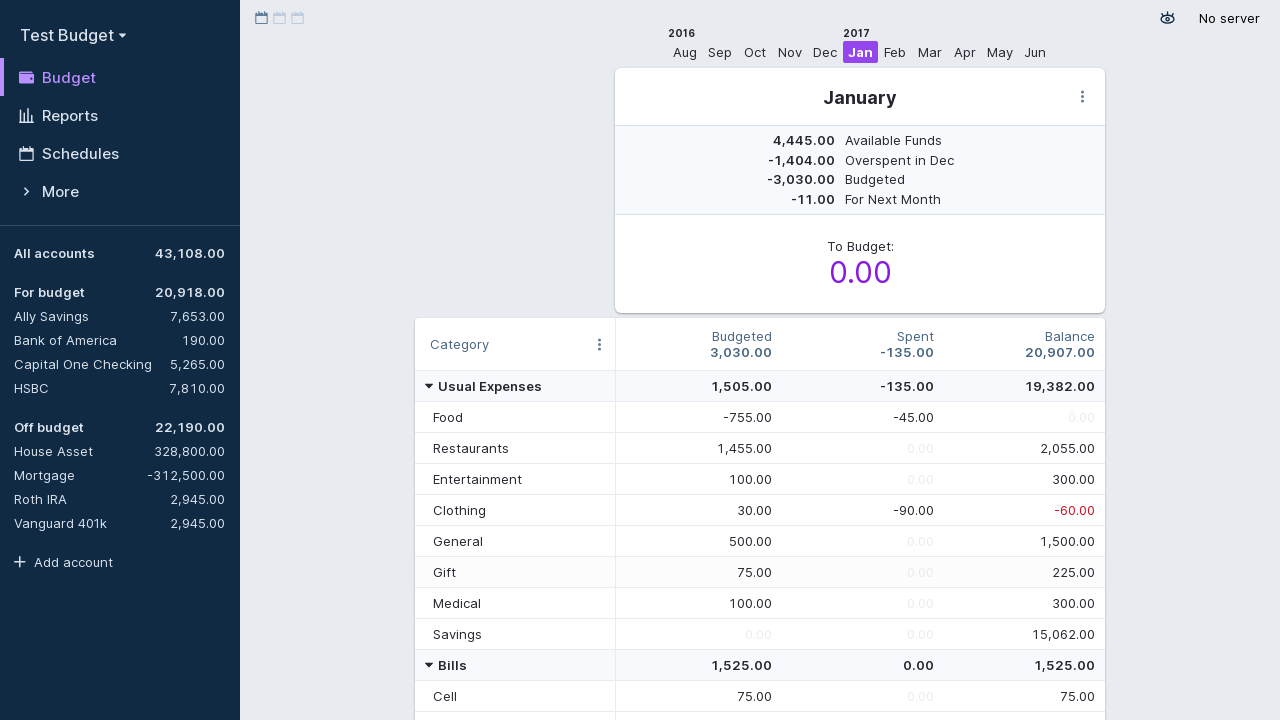 Test Budget
Budget
Reports
Schedules
More
All accounts 43,108.00
For budget 20,918.00
Ally Savings 7,653.00
Bank of America 190.00
Capital One Checking 5,265.00
HSBC 7,810.00
Off budget 22,190.00
House Asset 328,800.00
Mortgage -312,500.00
Roth IRA 2,945.00
Vanguard 401k 2,945.00
Add account
No server
2016 2017
Aug Sep Oct Nov Dec Jan Feb Mar Apr May Jun
January
4,445.00 Available Funds
-1,404.00 Overspent in Dec
-3,030.00 Budgeted
-11.00 For Next Month
To Budget:
0.00
Category Budgeted 3,030.00 Spent -135.00 Balance 20,907.00
Usual Expenses 1,505.00 -135.00 19,382.00
Food -755.00 -45.00 0.00
Restaurants 1,455.00 0.00 2,055.00
Entertainment 100.00 0.00 300.00
Clothing 30.00 -90.00 -60.00
General 500.00 0.00 1,500.00
Gift 75.00 0.00 225.00
Medical 100.00 0.00 300.00
Savings 0.00 0.00 15,062.00
Bills 1,525.00 0.00 1,525.00
Cell 75.00 0.00 75.00